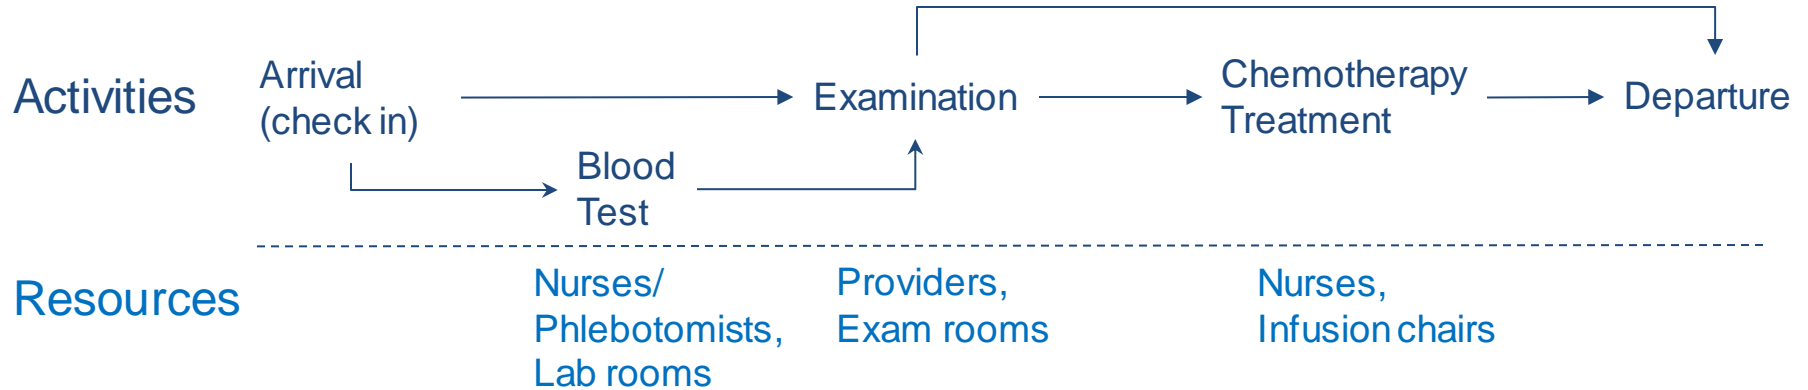 Activities
Arrival
(check in)
Blood
Test
Examination
Chemotherapy
Treatment
Departure
Resources
Nurses/
Phlebotomists,
Lab rooms
Providers,
Exam rooms
Nurses,
Infusion chairs